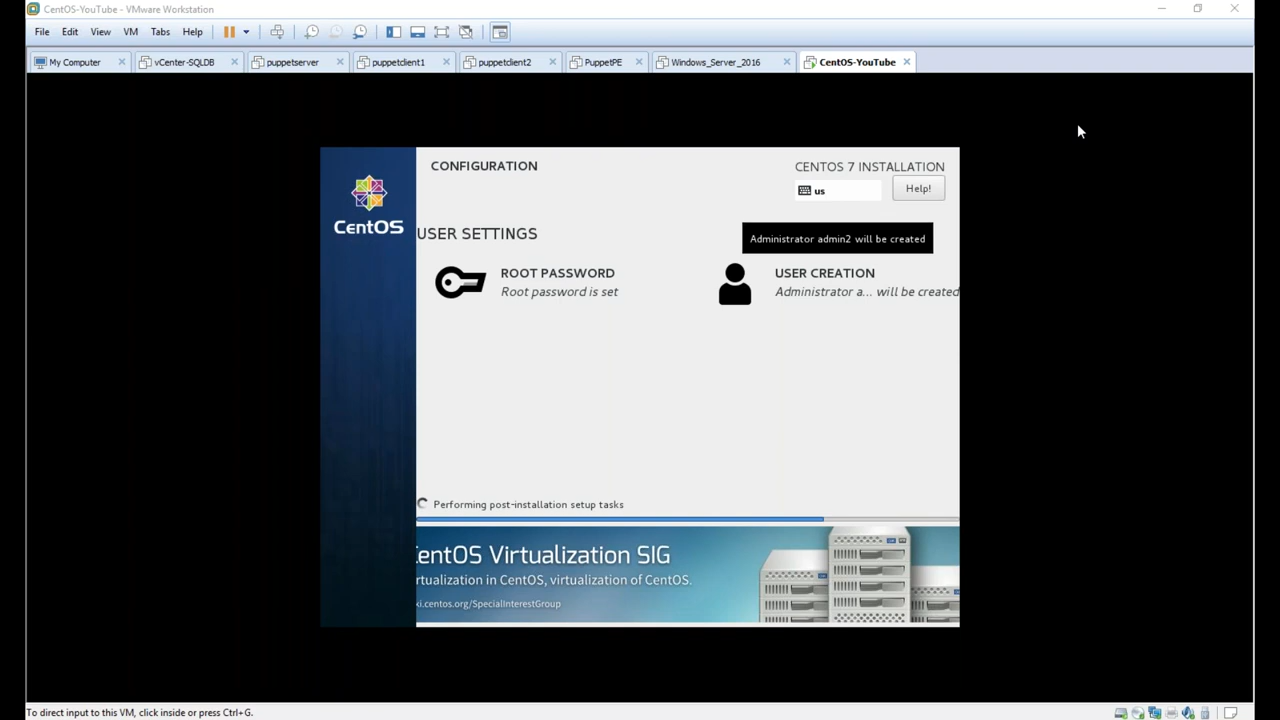 CentOS-YouTube - VMware Workstation
File Edit View VM Tabs Help
My Computer vCenter-SQLDB puppetserver puppetclient1 puppetclient2 PuppetPE Windows_Server_2016 CentOS-YouTube
CONFIGURATION
CENTOS 7 INSTALLATION
us
Help!
CentOS
USER SETTINGS
Administrator admin2 will be created
ROOT PASSWORD
Root password is set
USER CREATION
Administrator a... will be created
Performing post-installation setup tasks
entOS Virtualization SIG
rtualization in CentOS, virtualization of CentOS.
ki.centos.org/SpecialInterestGroup
To direct input to this VM, click inside or press Ctrl+G.